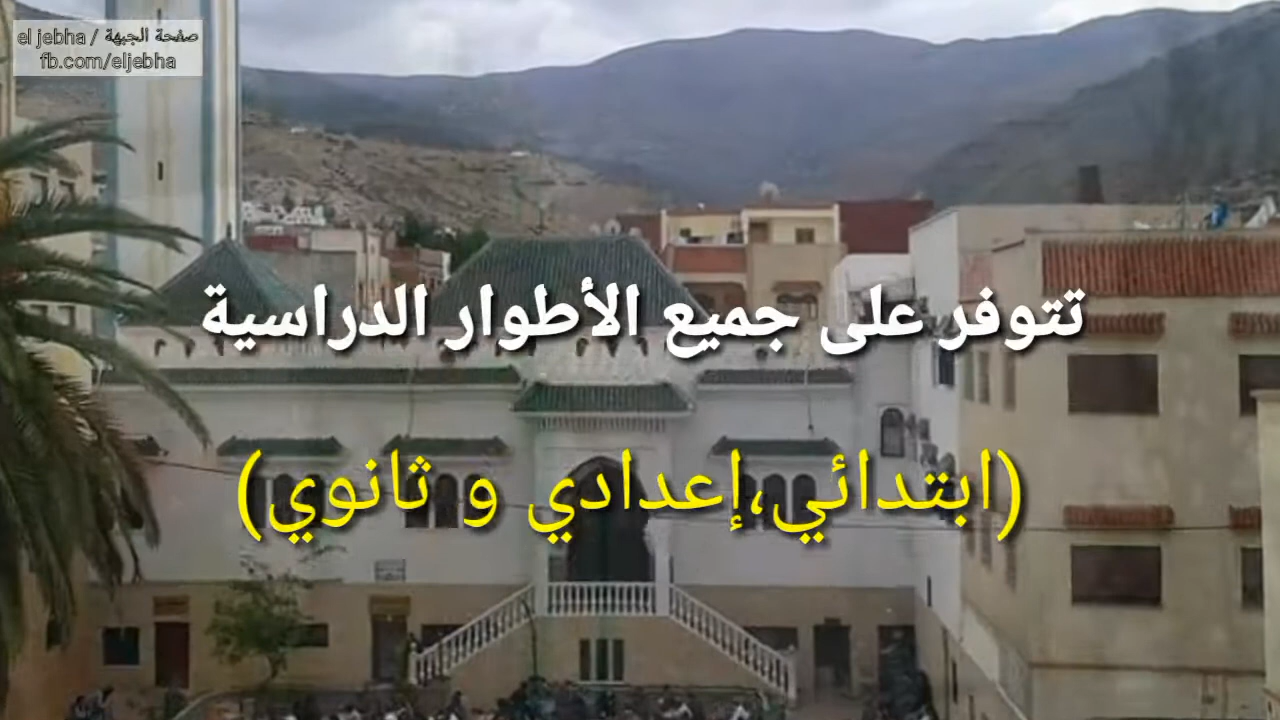 el jebha / صفحة الجبهة
fb.com/eljebha
تتوفر على جميع الأطوار الدراسية
(ابتدائي،إعدادي و ثانوي)